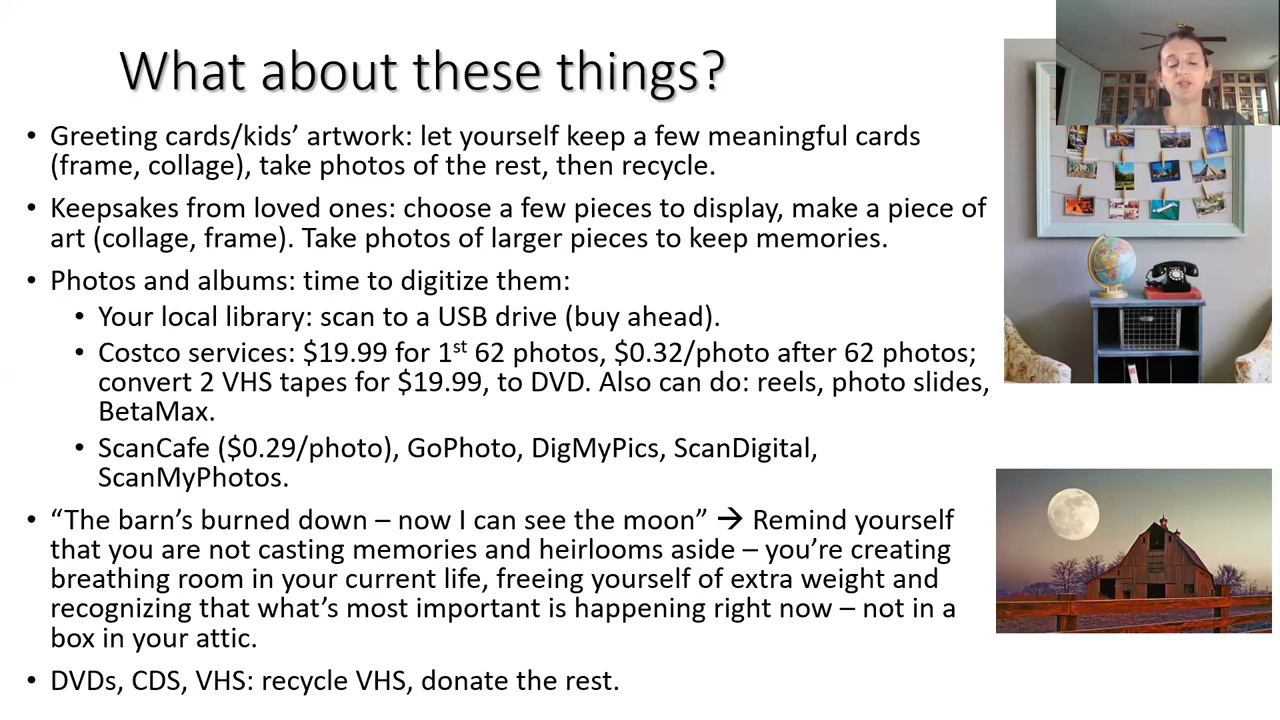 What about these things?
• Greeting cards/kids’ artwork: let yourself keep a few meaningful cards
(frame, collage), take photos of the rest, then recycle.
• Keepsakes from loved ones: choose a few pieces to display, make a piece of
art (collage, frame). Take photos of larger pieces to keep memories.
• Photos and albums: time to digitize them:
• Your local library: scan to a USB drive (buy ahead).
• Costco services: $19.99 for 1st 62 photos, $0.32/photo after 62 photos;
convert 2 VHS tapes for $19.99, to DVD. Also can do: reels, photo slides,
BetaMax.
• ScanCafe ($0.29/photo), GoPhoto, DigMyPics, ScanDigital,
ScanMyPhotos.
• “The barn’s burned down – now I can see the moon” → Remind yourself
that you are not casting memories and heirlooms aside – you’re creating
breathing room in your current life, freeing yourself of extra weight and
recognizing that what’s most important is happening right now – not in a
box in your attic.
• DVDs, CDS, VHS: recycle VHS, donate the rest.